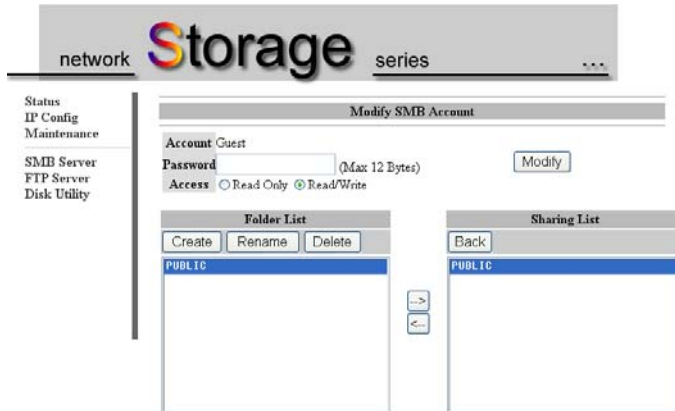 network Storage series ...
Status
IP Config
Maintenance
SMB Server
FTP Server
Disk Utility
Modify SMB Account
Account Guest
Password (Max 12 Bytes) Modify
Access Read Only Read/Write
Folder List
Create Rename Delete
PUBLIC
-->
<--
Sharing List
Back
PUBLIC